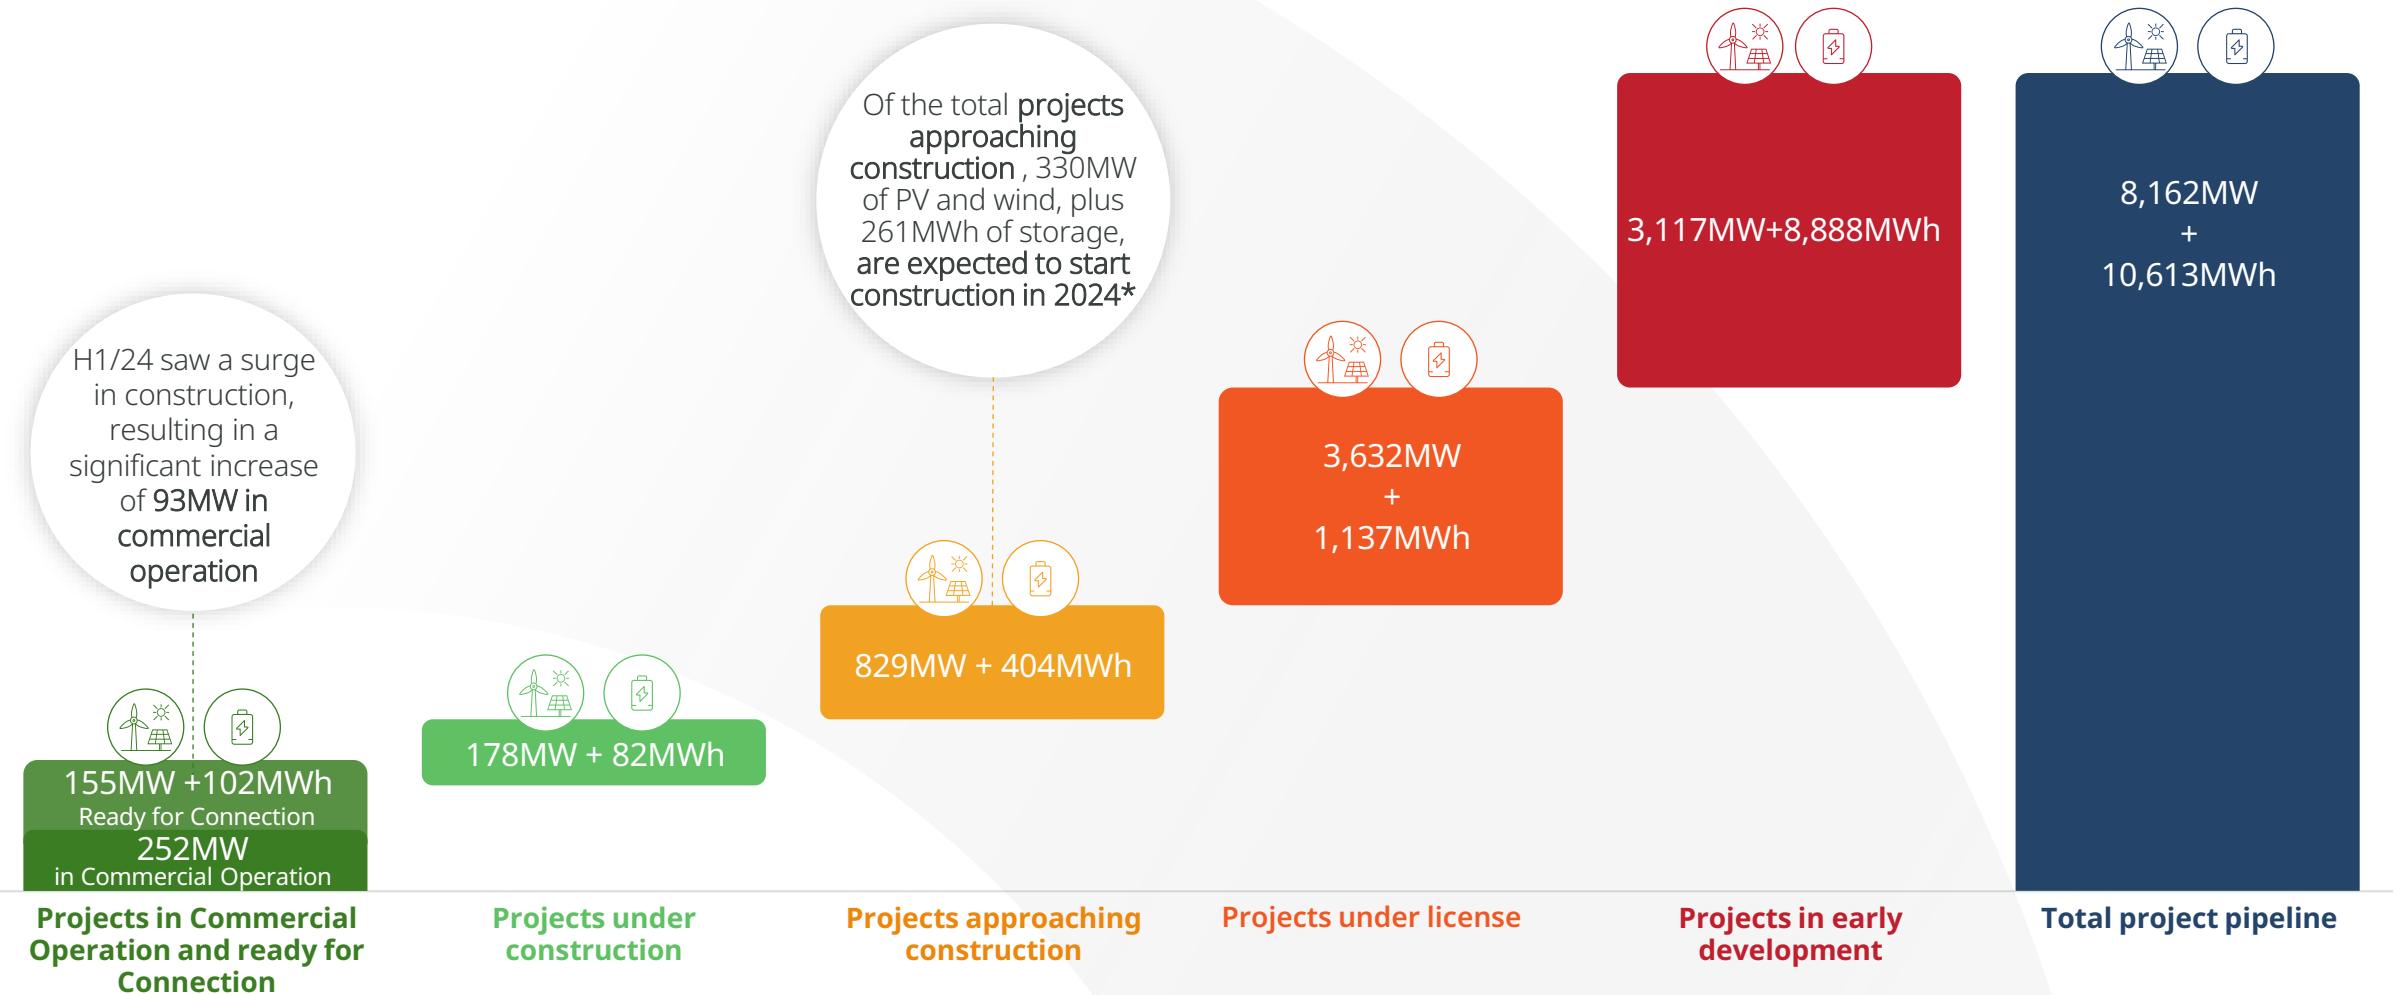 H1/24 saw a surge
in construction,
resulting in a
significant increase
of 93MW in
commercial
operation
155MW +102MWh
Ready for Connection
252MW
in Commercial Operation
Projects in Commercial
Operation and ready for
Connection
178MW + 82MWh
Projects under
construction
Of the total projects
approaching
construction , 330MW
of PV and wind, plus
261MWh of storage,
are expected to start
construction in 2024*
829MW + 404MWh
Projects approaching
construction
3,632MW
+
1,137MWh
Projects under license
3,117MW+8,888MWh
Projects in early
development
8,162MW
+
10,613MWh
Total project pipeline